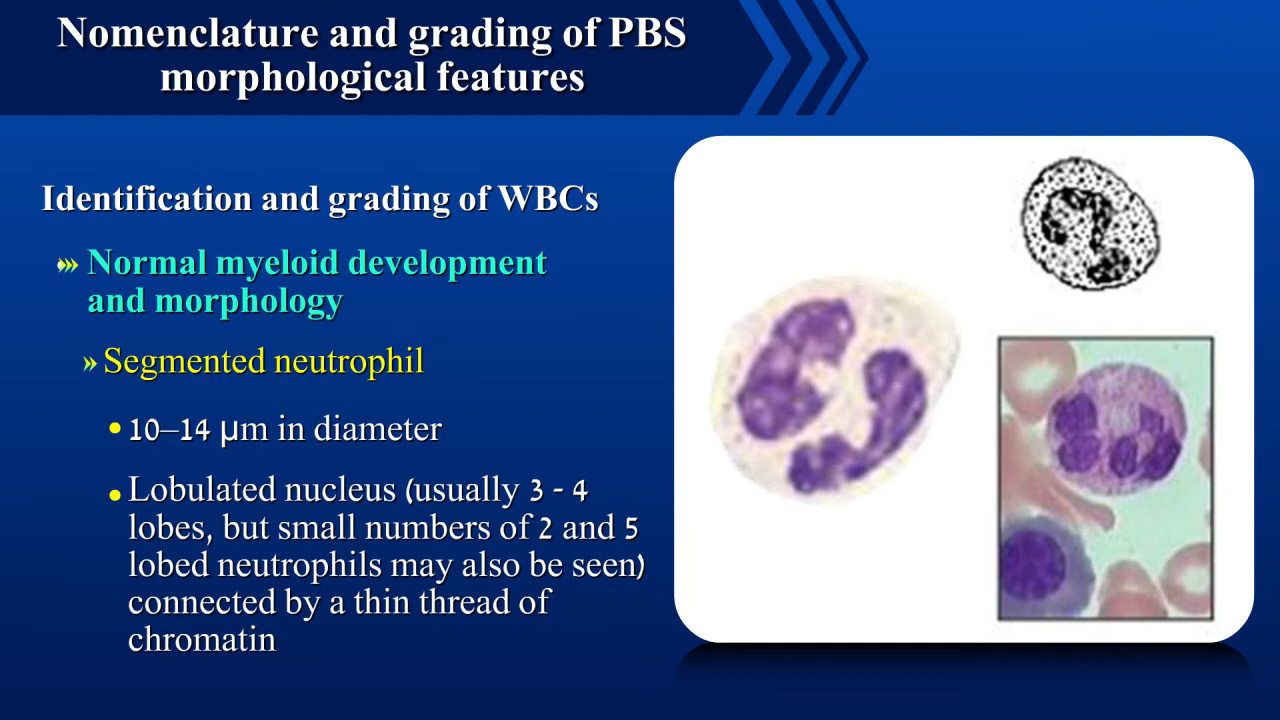 Nomenclature and grading of PBS
morphological features
Identification and grading of WBCs
Normal myeloid development
and morphology
» Segmented neutrophil
• 10–14 μm in diameter
• Lobulated nucleus (usually 3 - 4
lobes, but small numbers of 2 and 5
lobed neutrophils may also be seen)
connected by a thin thread of
chromatin